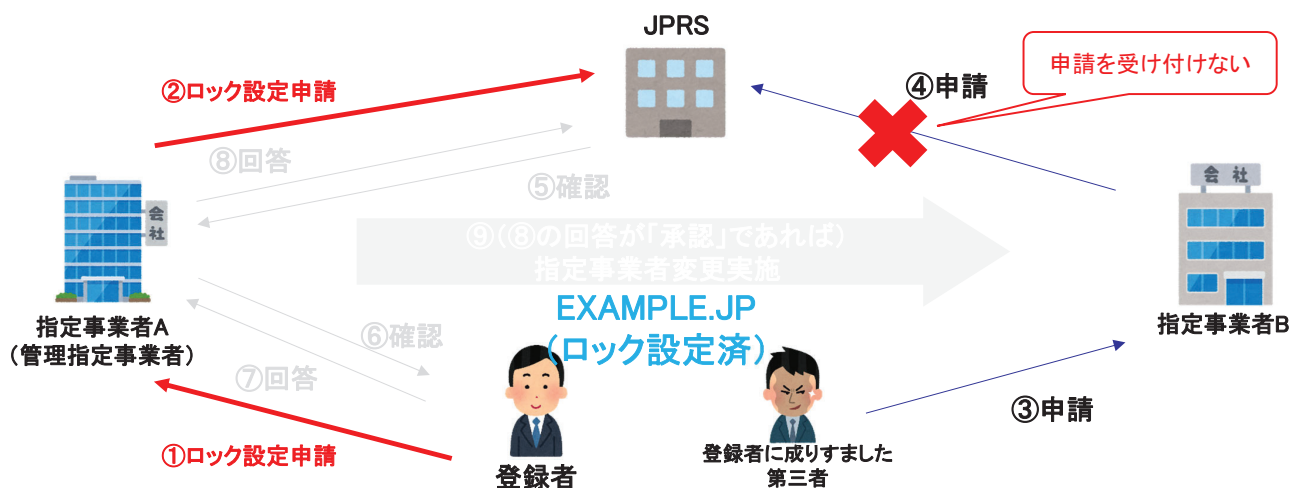 JPRS
申請を受け付けない
②ロック設定申請
④申請
⑧回答
⑤確認
会社
会社
⑨(⑧の回答が「承認」であれば)
指定事業者変更実施
EXAMPLE.JP
(ロック設定済)
指定事業者A
(管理指定事業者)
指定事業者B
⑥確認
⑦回答
③申請
①ロック設定申請
登録者
登録者に成りすました
第三者